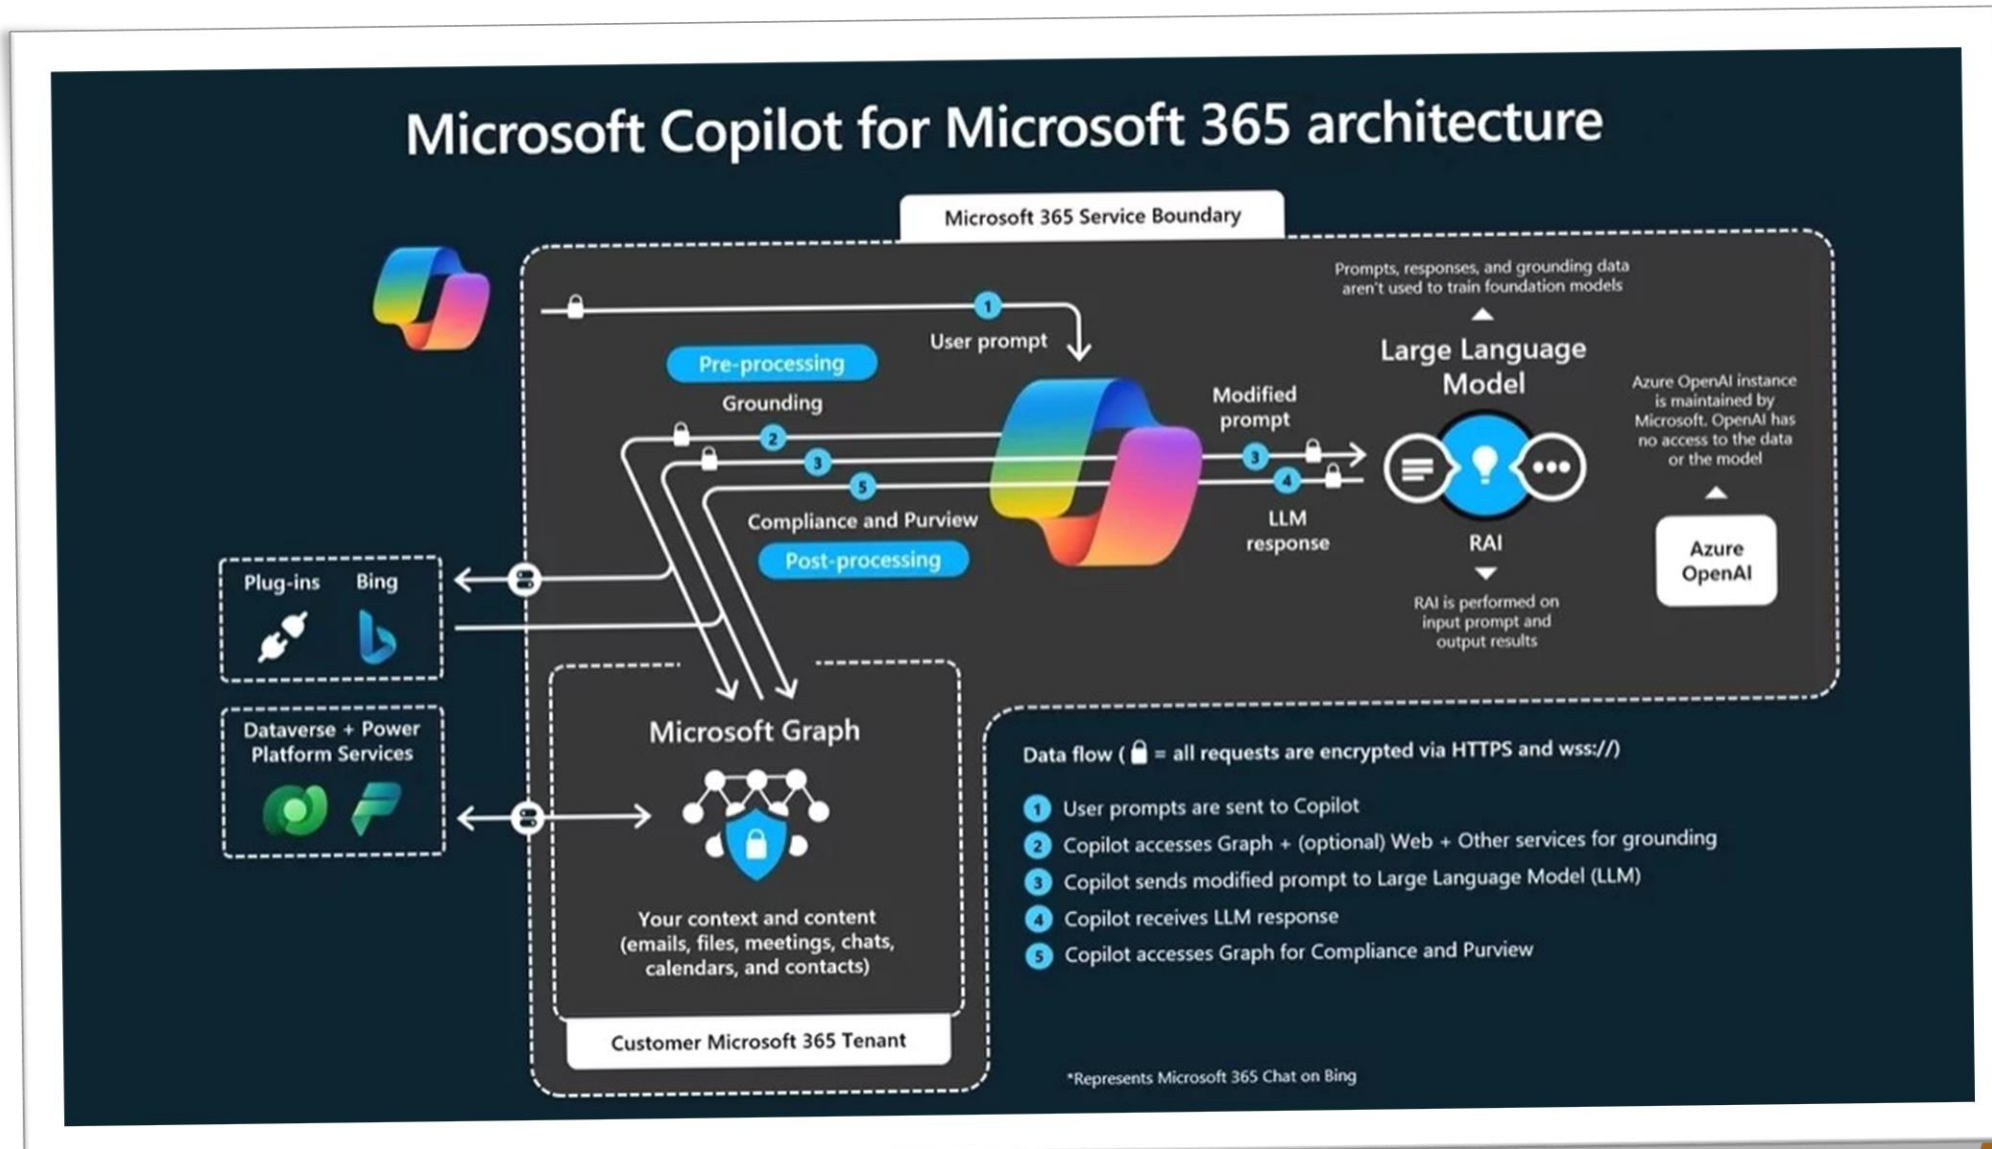 Microsoft Copilot for Microsoft 365 architecture
Microsoft 365 Service Boundary
1
User prompt
Pre-processing
Grounding
2
3
5
Compliance and Purview
Post-processing
Modified
prompt
3
4
LLM
response
Prompts, responses, and grounding data
aren't used to train foundation models
Large Language
Model
RAI
RAI is performed on
input prompt and
output results
Azure OpenAI instance
is maintained by
Microsoft. OpenAI has
no access to the data
or the model
Azure
OpenAI
Plug-ins
Bing
Dataverse + Power
Platform Services
Microsoft Graph
Your context and content
(emails, files, meetings, chats,
calendars, and contacts)
Customer Microsoft 365 Tenant
Data flow ( = all requests are encrypted via HTTPS and wss://)
1 User prompts are sent to Copilot
2 Copilot accesses Graph + (optional) Web + Other services for grounding
3 Copilot sends modified prompt to Large Language Model (LLM)
4 Copilot receives LLM response
5 Copilot accesses Graph for Compliance and Purview
*Represents Microsoft 365 Chat on Bing